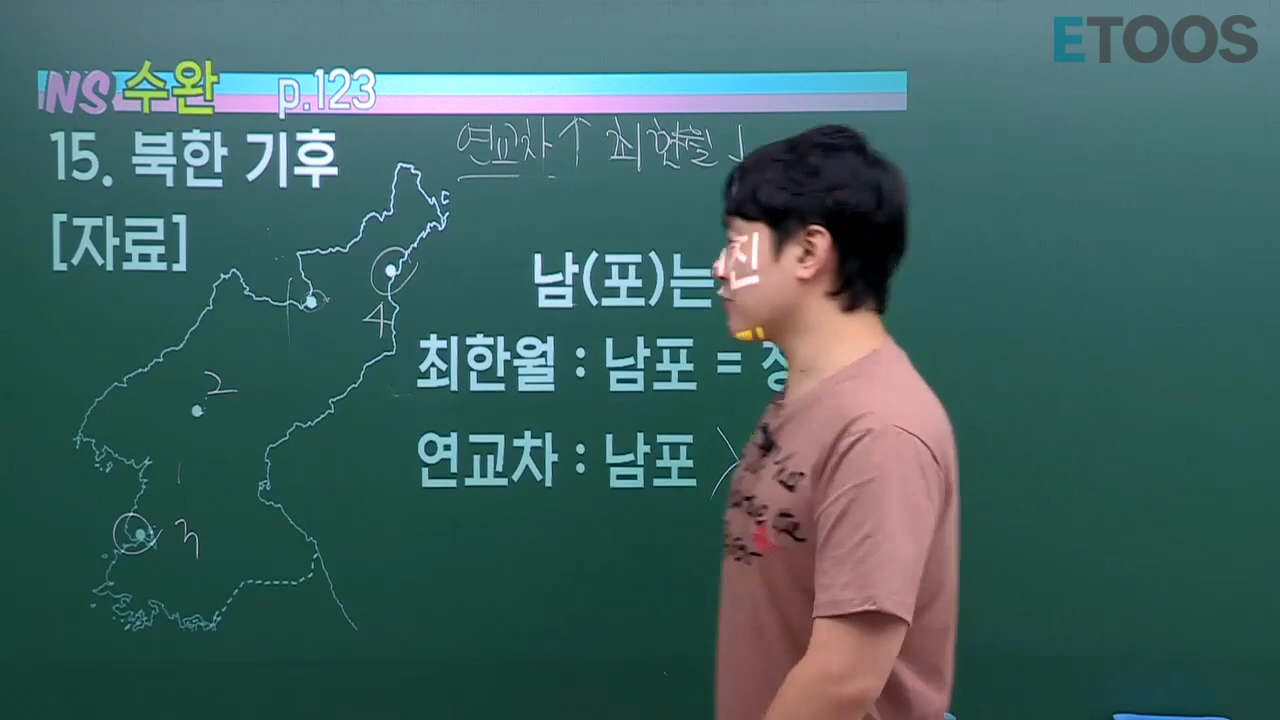 ETOOS
NS 수완 p.123
15. 북한 기후
연교차↑ 최한월↓
[자료]
남(포)는 진
4
최한월 : 남포 =
2
연교차 : 남포 >
3